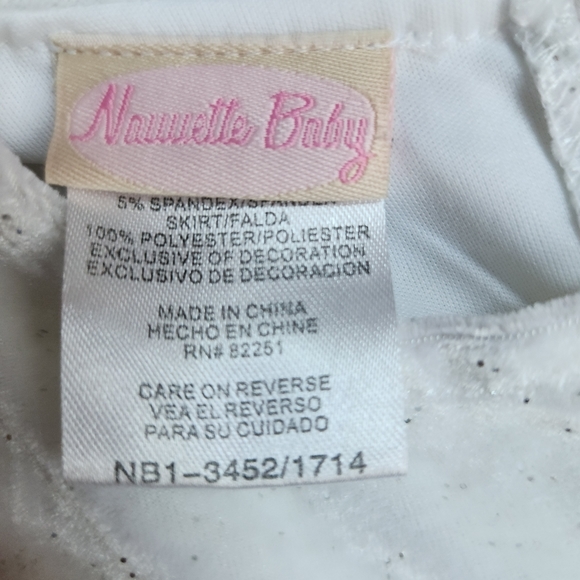 Nannette Baby
5% SPANDEX/SPANDEX
SKIRT/FALDA
100% POLYESTER/POLIESTER
EXCLUSIVE OF DECORATION
EXCLUSIVO DE DECORACION
MADE IN CHINA
HECHO EN CHINE
RN# 82251
CARE ON REVERSE
VEA EL REVERSO
PARA SU CUIDADO
NB1-3452/1714